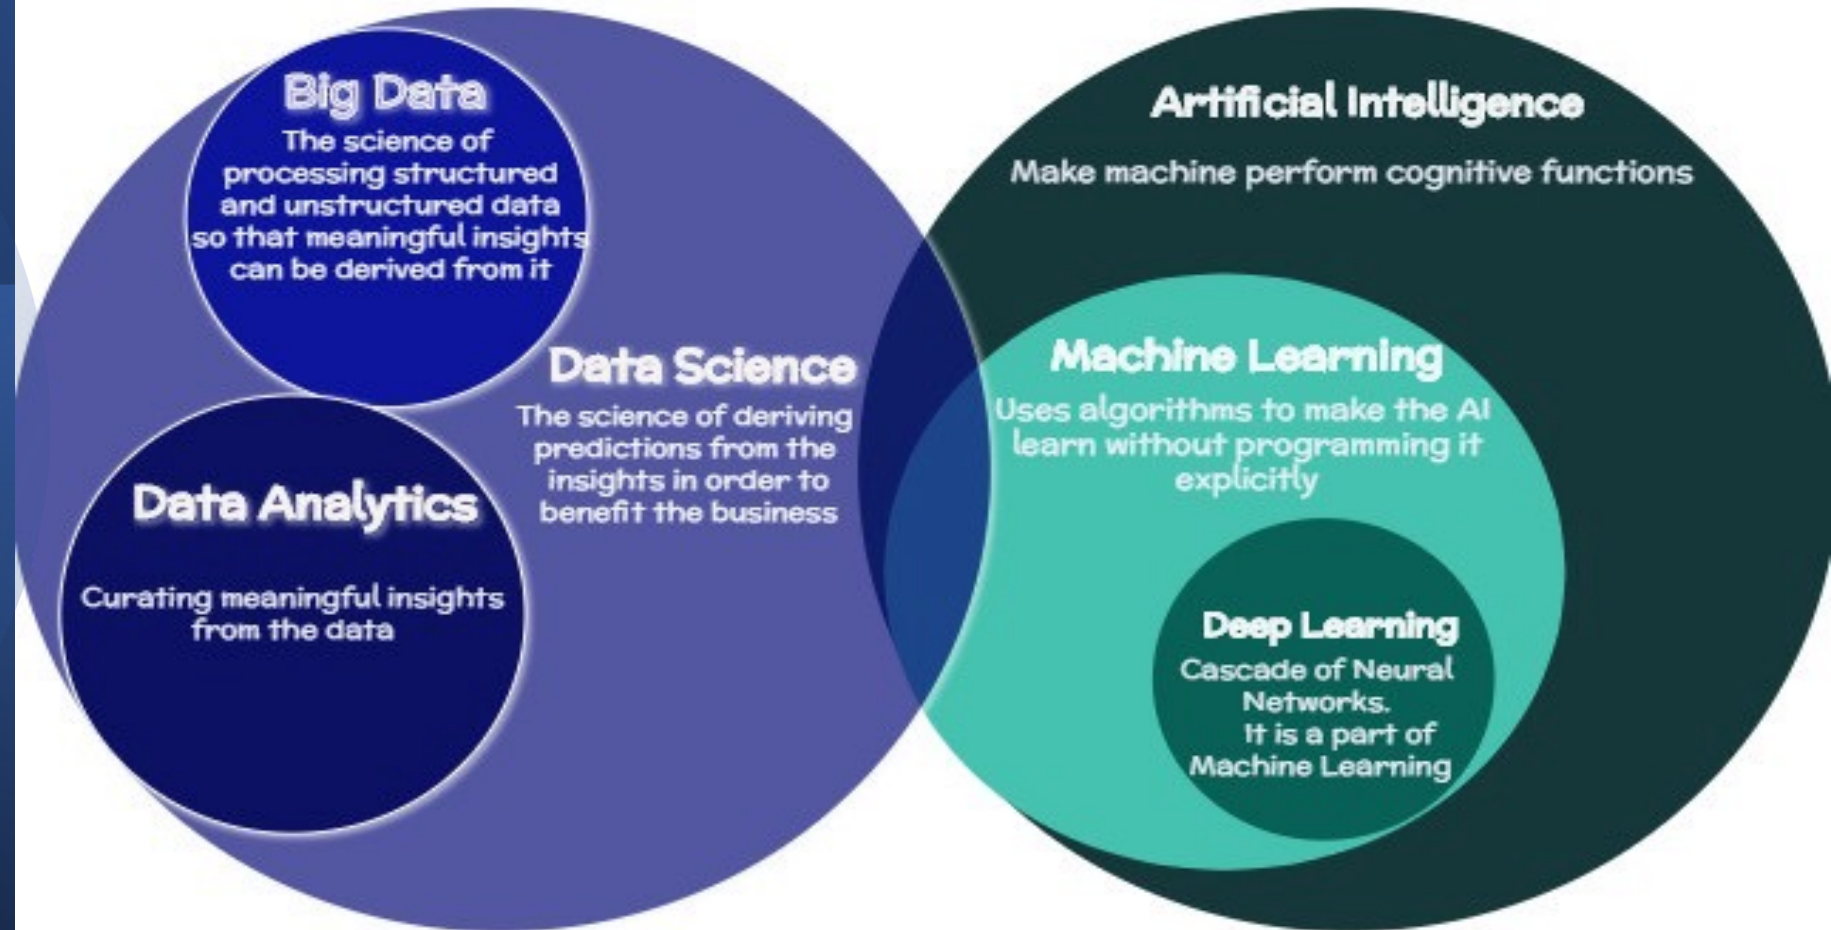 Big Data
The science of
processing structured
and unstructured data
so that meaningful insights
can be derived from it
Data Analytics
Curating meaningful insights
from the data
Data Science
The science of deriving
predictions from the
insights in order to
benefit the business
Artificial Intelligence
Make machine perform cognitive functions
Machine Learning
Uses algorithms to make the AI
learn without programming it
explicitly
Deep Learning
Cascade of Neural
Networks.
It is a part of
Machine Learning